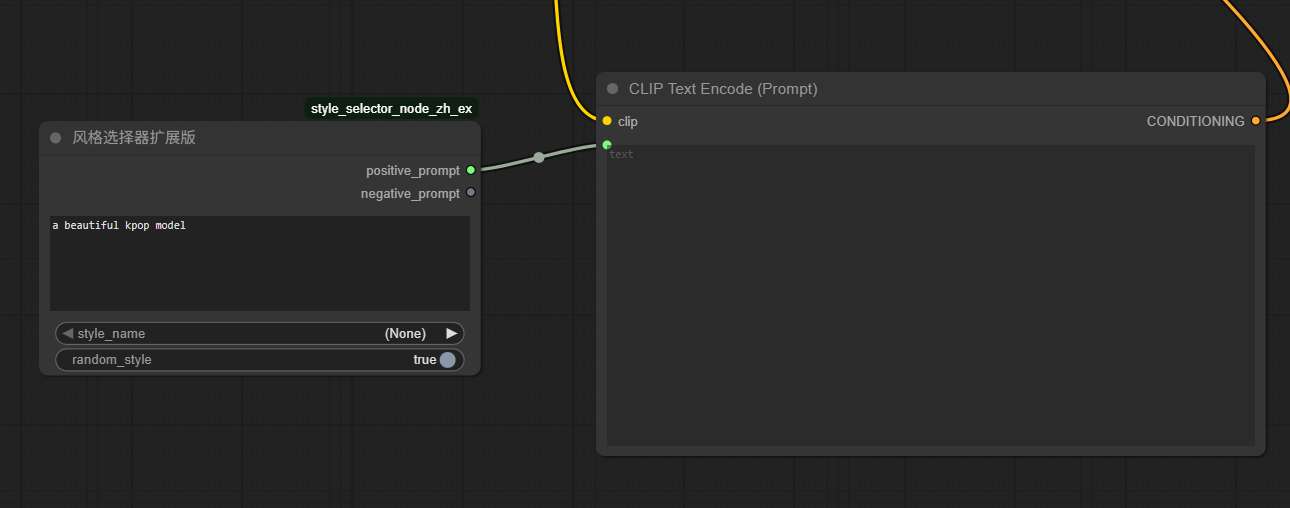 style_selector_node_zh_ex
风格选择器扩展版
positive_prompt
negative_prompt
a beautiful kpop model
style_name (None)
random_style true
CLIP Text Encode (Prompt)
clip CONDITIONING
text